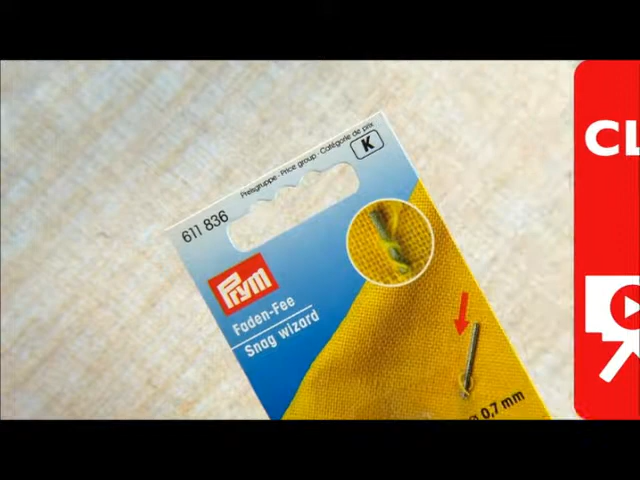 Preisgruppe · Price group · Catégorie de prix
K
611 836
Prym
Faden-Fee
Snag wizard
ø 0,7 mm
CL